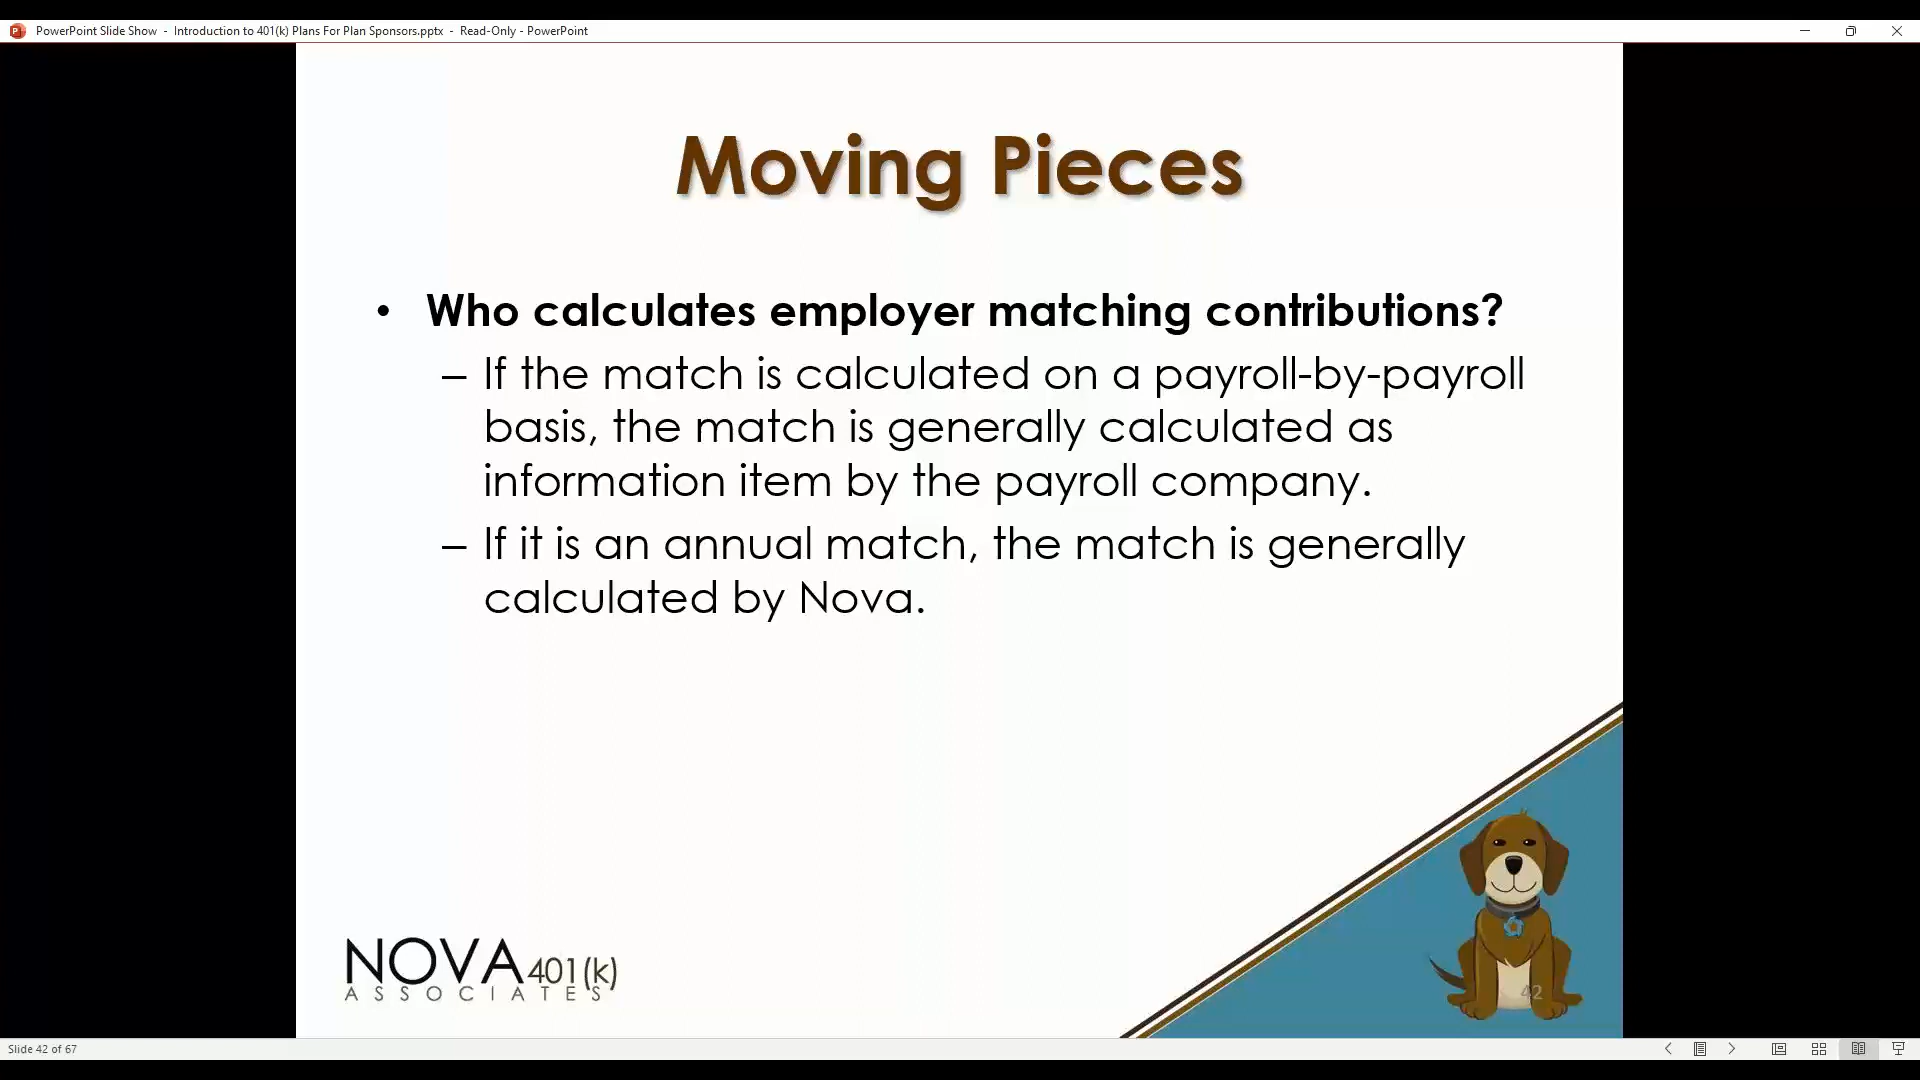 PowerPoint Slide Show - Introduction to 401(k) Plans For Plan Sponsors.pptx - Read-Only - PowerPoint
Moving Pieces
• Who calculates employer matching contributions?
– If the match is calculated on a payroll-by-payroll
basis, the match is generally calculated as
information item by the payroll company.
– If it is an annual match, the match is generally
calculated by Nova.
NOVA 401(k)
ASSOCIATES
42
Slide 42 of 67